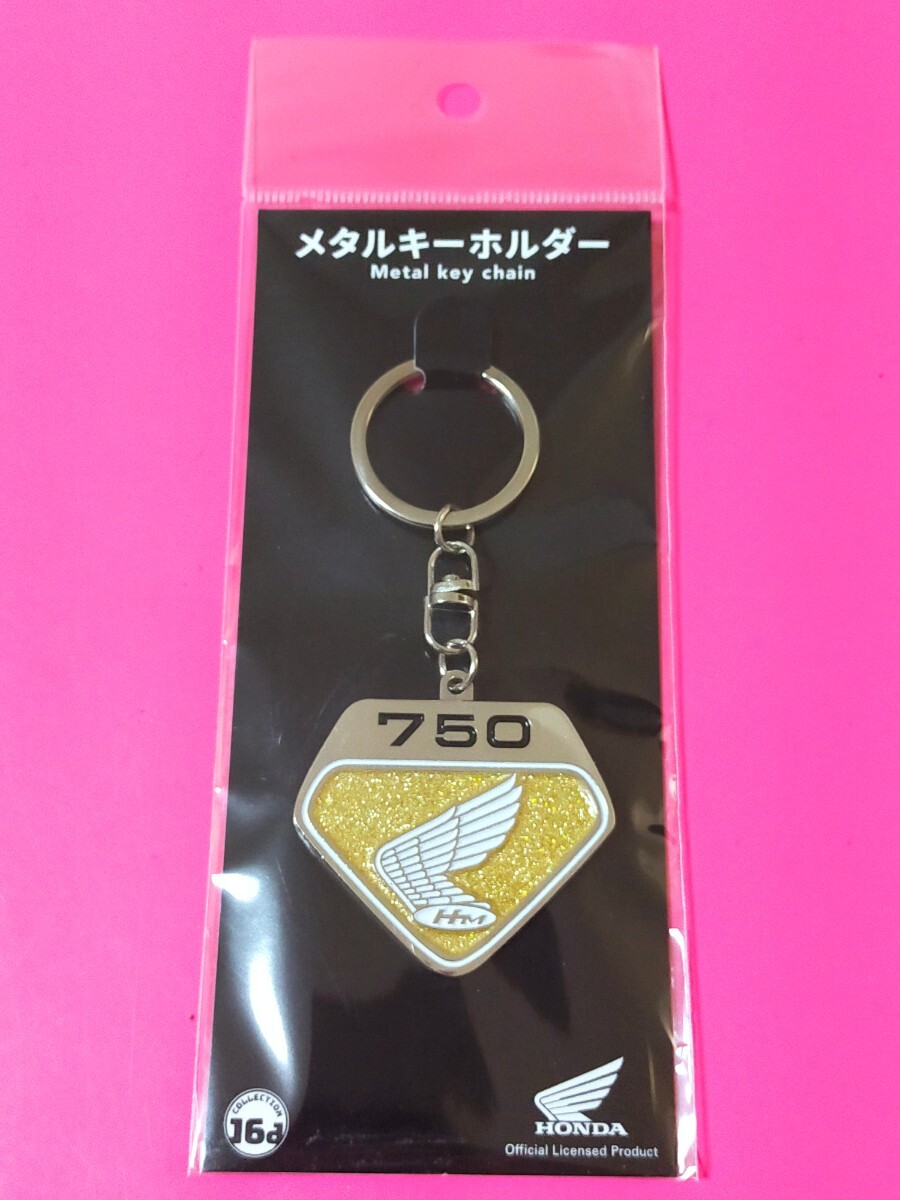 メタルキーホルダー
Metal key chain
750
HM
COLLECTION
16d
HONDA
Official Licensed Product